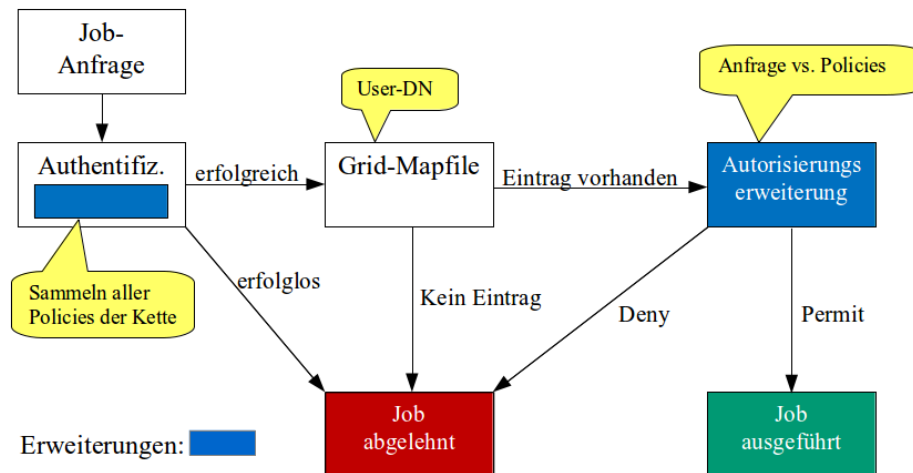 Job-
Anfrage
User-DN
Anfrage vs. Policies
Authentifiz.
erfolgreich
Grid-Mapfile
Eintrag vorhanden
Autorisierungs
erweiterung
Sammeln aller
Policies der Kette
erfolglos
Kein Eintrag
Deny
Permit
Job
abgelehnt
Job
ausgeführt
Erweiterungen: